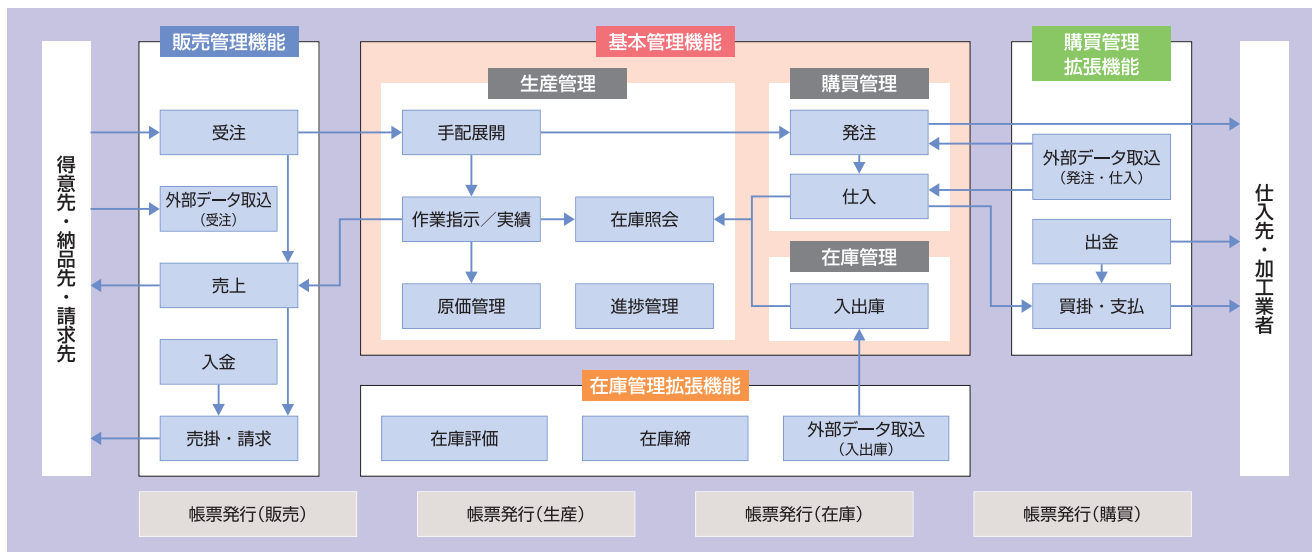 得意先・納品先・請求先
販売管理機能
受注
外部データ取込
（受注）
売上
入金
売掛・請求
基本管理機能
生産管理
手配展開
作業指示／実績
在庫照会
原価管理
進捗管理
購買管理
発注
仕入
在庫管理
入出庫
在庫管理拡張機能
在庫評価
在庫締
外部データ取込
（入出庫）
購買管理
拡張機能
外部データ取込
（発注・仕入）
出金
買掛・支払
仕入先・加工業者
帳票発行（販売）
帳票発行（生産）
帳票発行（在庫）
帳票発行（購買）